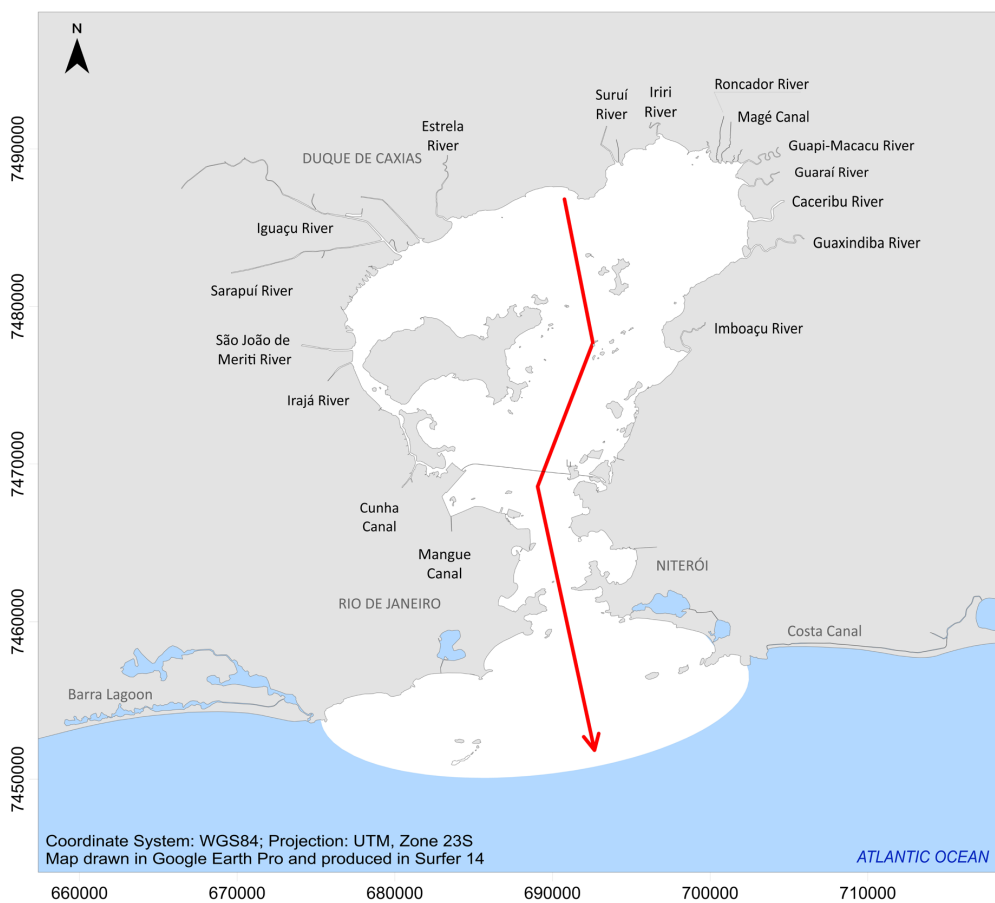 N
Roncador River
Iriri
River
Suruí
River
Magé Canal
Estrela
River
Guapi-Macacu River
DUQUE DE CAXIAS
Guaraí River
Caceribu River
Iguaçu River
Guaxindiba River
Sarapuí River
Imboaçu River
São João de
Meriti River
Irajá River
Cunha
Canal
Mangue
Canal
NITERÓI
RIO DE JANEIRO
Costa Canal
Barra Lagoon
Coordinate System: WGS84; Projection: UTM, Zone 23S
Map drawn in Google Earth Pro and produced in Surfer 14
ATLANTIC OCEAN
7490000
7480000
7470000
7460000
7450000
660000 670000 680000 690000 700000 710000